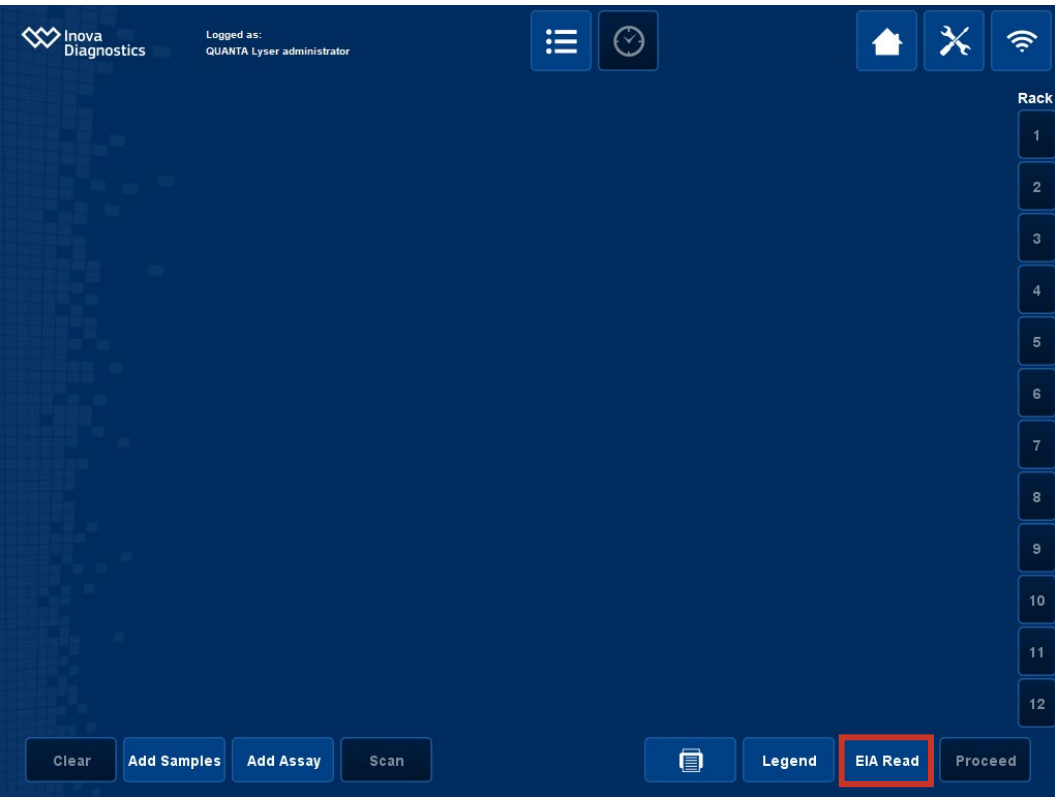 Inova
Diagnostics
Logged as:
QUANTA Lyser administrator
Rack
1
2
3
4
5
6
7
8
9
10
11
12
Clear
Add Samples
Add Assay
Scan
Legend
EIA Read
Proceed